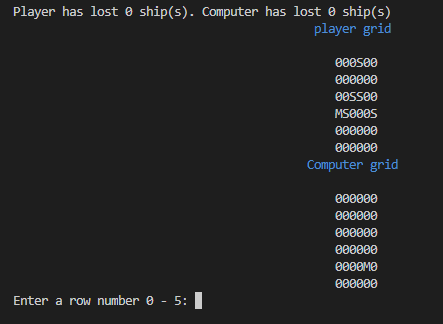 Player has lost 0 ship(s). Computer has lost 0 ship(s)
player grid
000S00
000000
00SS00
MS000S
000000
000000
Computer grid
000000
000000
000000
000000
0000M0
000000
Enter a row number 0 - 5: